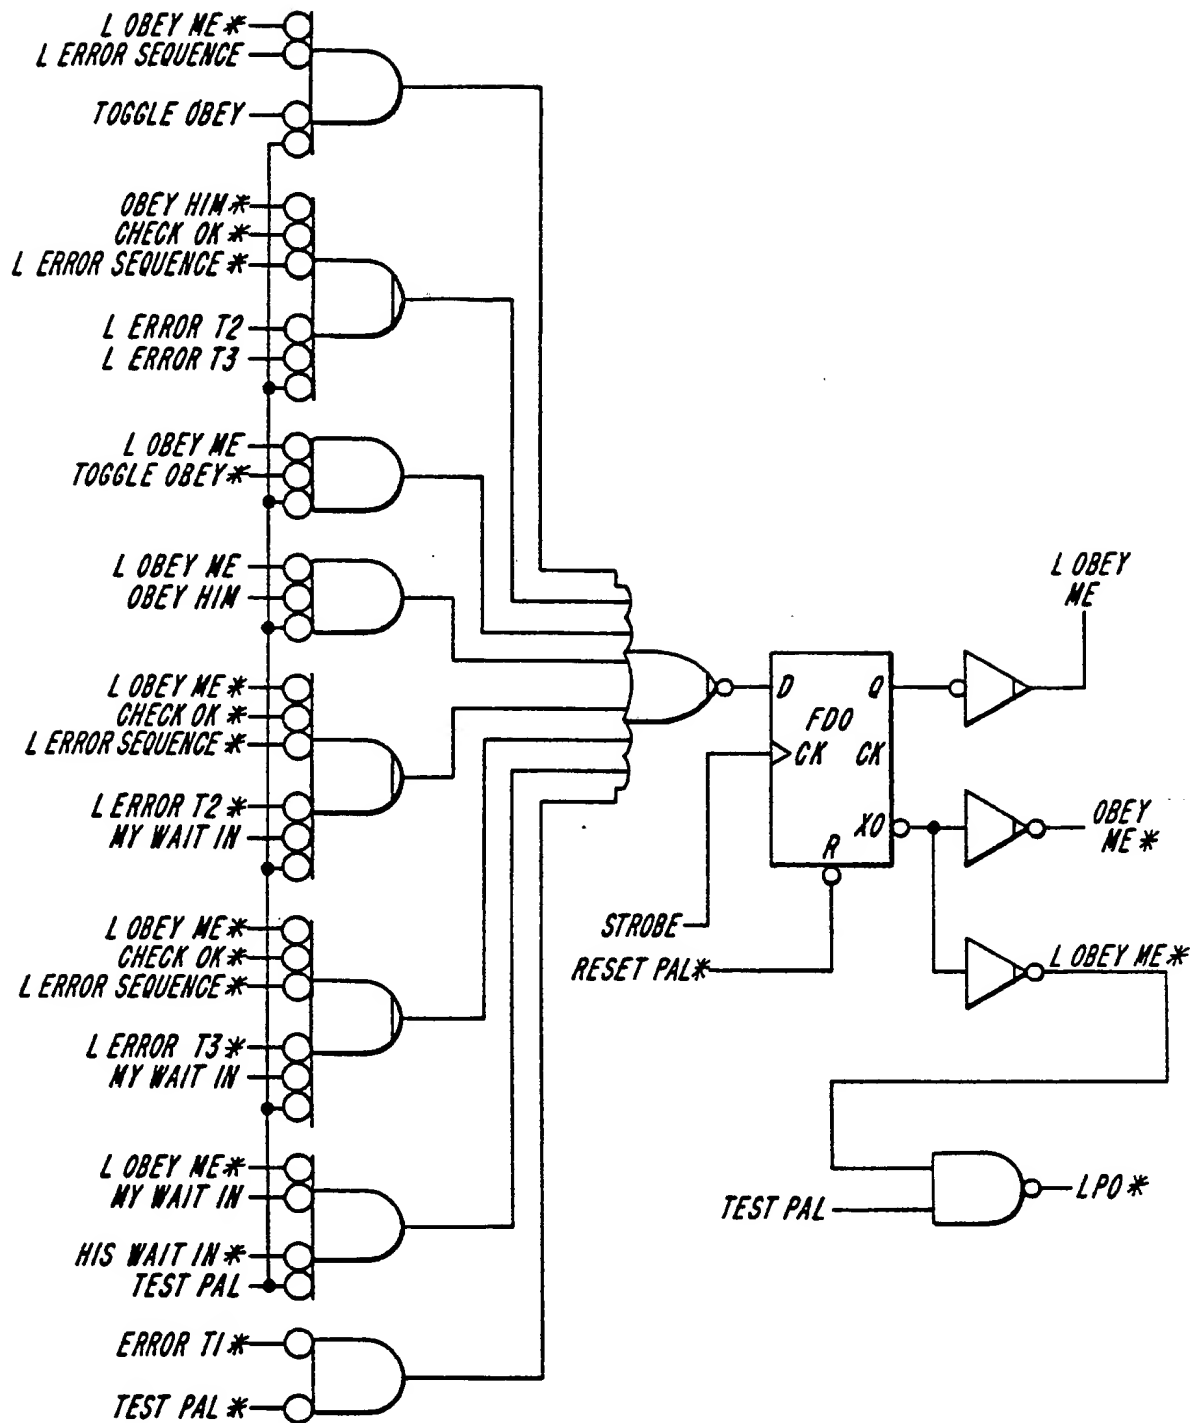 L OBEY ME*
L ERROR SEQUENCE
TOGGLE OBEY
OBEY HIM*
CHECK OK*
L ERROR SEQUENCE*
L ERROR T2
L ERROR T3
L OBEY ME
TOGGLE OBEY*
L OBEY ME
OBEY HIM
L OBEY ME*
CHECK OK*
L ERROR SEQUENCE*
L ERROR T2*
MY WAIT IN
L OBEY ME*
CHECK OK*
L ERROR SEQUENCE*
L ERROR T3*
MY WAIT IN
L OBEY ME*
MY WAIT IN
HIS WAIT IN*
TEST PAL
ERROR T1*
TEST PAL*
D
Q
FDO
CK
CK
XO
R
STROBE
RESET PAL*
L OBEY
ME
OBEY
ME*
L OBEY ME*
TEST PAL
LPO*